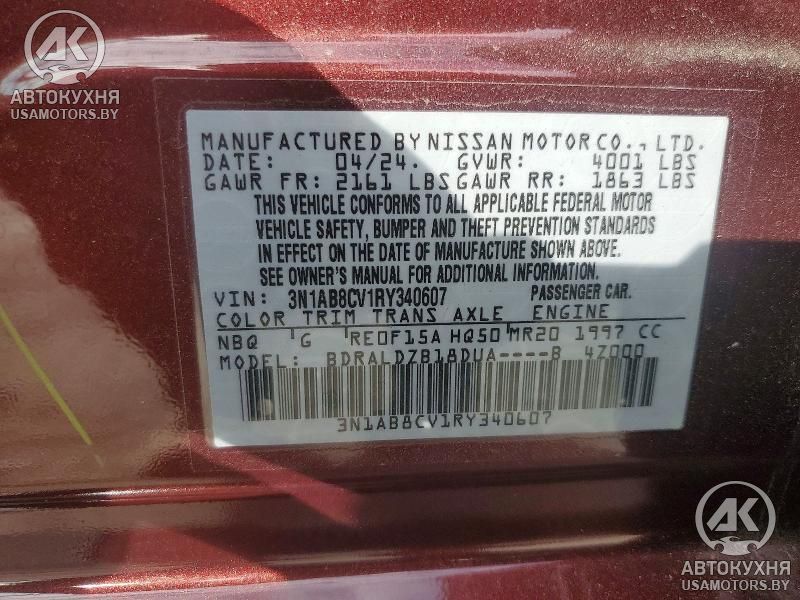 AK
АВТОКУХНЯ
USAMOTORS.BY
MANUFACTURED BY NISSAN MOTOR CO., LTD.
DATE: 04/24. GVWR: 4001 LBS
GAWR FR: 2161 LBS GAWR RR: 1863 LBS
THIS VEHICLE CONFORMS TO ALL APPLICABLE FEDERAL MOTOR
VEHICLE SAFETY, BUMPER AND THEFT PREVENTION STANDARDS
IN EFFECT ON THE DATE OF MANUFACTURE SHOWN ABOVE.
SEE OWNER'S MANUAL FOR ADDITIONAL INFORMATION.
VIN: 3N1AB8CV1RY340607 PASSENGER CAR.
COLOR TRIM TRANS AXLE ENGINE
NBQ G RE0F15A HQ50 MR20 1997 CC
MODEL: BDRALDZB18DUA----B 4Z000
3N1AB8CV1RY340607
AK
АВТОКУХНЯ
USAMOTORS.BY